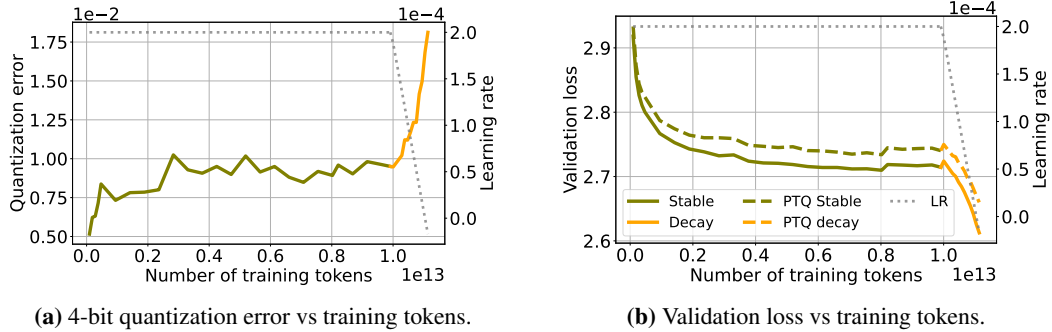 1e−2
1e−4
1.75
1.50
1.25
1.00
0.75
0.50
Quantization error
2.0
1.5
1.0
0.5
0.0
Learning rate
0.0 0.2 0.4 0.6 0.8 1.0
Number of training tokens
1e13
(a) 4-bit quantization error vs training tokens.
1e−4
2.9
2.8
2.7
2.6
Validation loss
2.0
1.5
1.0
0.5
0.0
Learning rate
Stable PTQ Stable LR
Decay PTQ decay
0.0 0.2 0.4 0.6 0.8 1.0
Number of training tokens
1e13
(b) Validation loss vs training tokens.